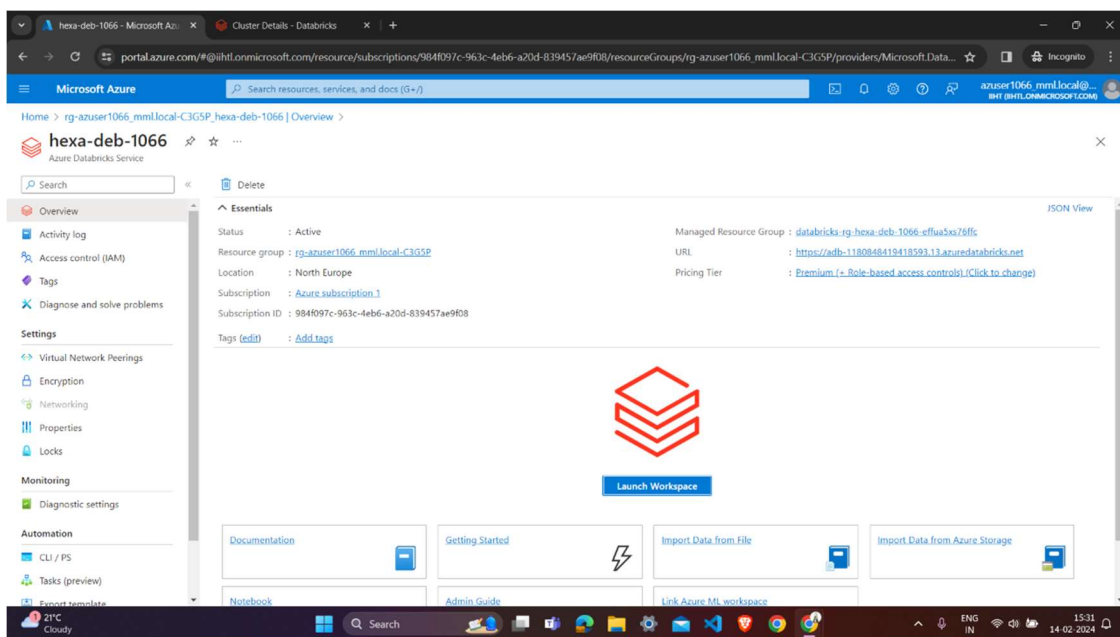 hexa-deb-1066 - Microsoft Azu
Cluster Details - Databricks
portal.azure.com/#@iihtl.onmicrosoft.com/resource/subscriptions/984f097c-963c-4eb6-a20d-839457ae9f08/resourceGroups/rg-azuser1066_mml.local-C3G5P/providers/Microsoft.Data...
Incognito
Microsoft Azure
Search resources, services, and docs (G+/)
azuser1066_mml.local@...
IIHT (IIHTL.ONMICROSOFT.COM)
Home > rg-azuser1066_mml.local-C3G5P_hexa-deb-1066 | Overview >
hexa-deb-1066
Azure Databricks Service
Search
Delete
Overview
Activity log
Access control (IAM)
Tags
Diagnose and solve problems
Settings
Virtual Network Peerings
Encryption
Networking
Properties
Locks
Monitoring
Diagnostic settings
Automation
CLI / PS
Tasks (preview)
Export template
Essentials
JSON View
Status : Active
Resource group : rg-azuser1066_mml.local-C3G5P
Location : North Europe
Subscription : Azure subscription 1
Subscription ID : 984f097c-963c-4eb6-a20d-839457ae9f08
Tags (edit) : Add tags
Managed Resource Group : databricks-rg-hexa-deb-1066-effua5xs76ffc
URL : https://adb-1180848419418593.13.azuredatabricks.net
Pricing Tier : Premium (+ Role-based access controls) (Click to change)
Launch Workspace
Documentation
Getting Started
Import Data from File
Import Data from Azure Storage
Notebook
Admin Guide
Link Azure ML workspace
1
21°C
Cloudy
Search
ENG
IN
15:31
14-02-2024